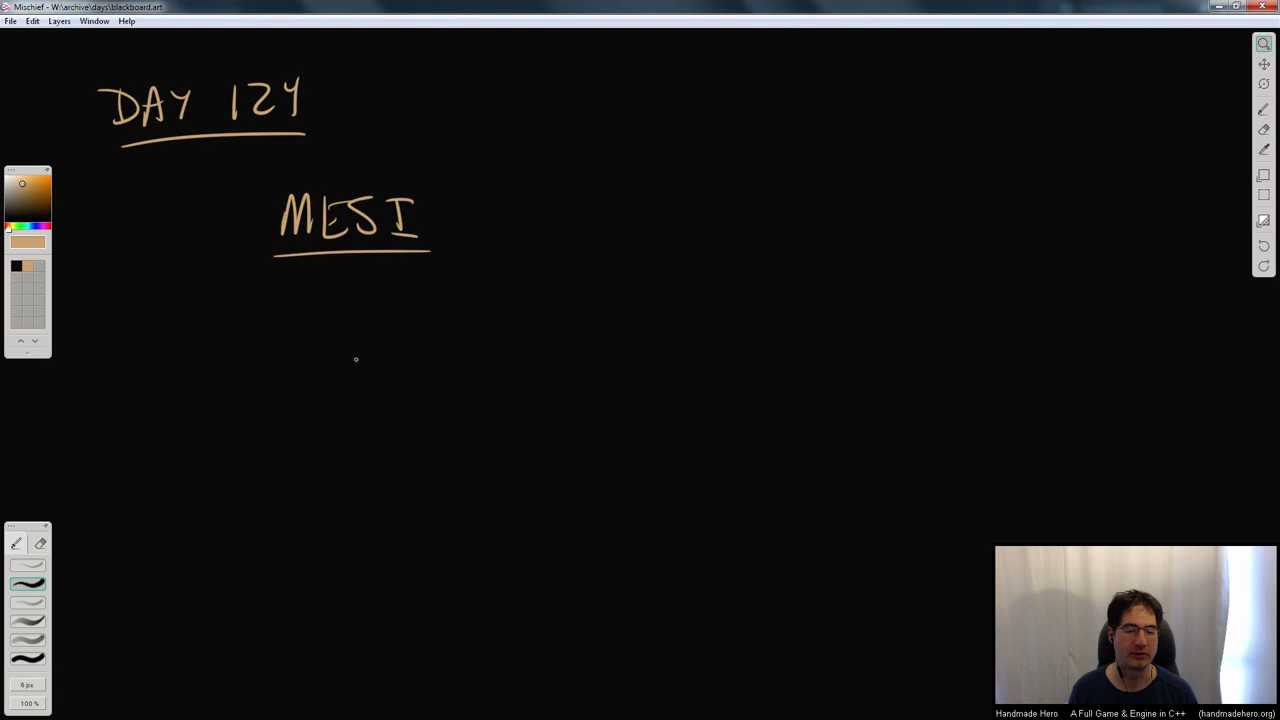 Mischief - W:\archive\days\blackboard.art
File Edit Layers Window Help
DAY 124
MESI
6 px
100 %
Handmade Hero A Full Game & Engine in C++ (handmadehero.org)